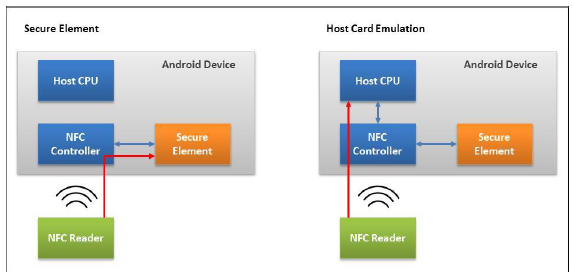 Secure Element
Android Device
Host CPU
NFC
Controller
Secure
Element
NFC Reader
Host Card Emulation
Android Device
Host CPU
NFC
Controller
Secure
Element
NFC Reader